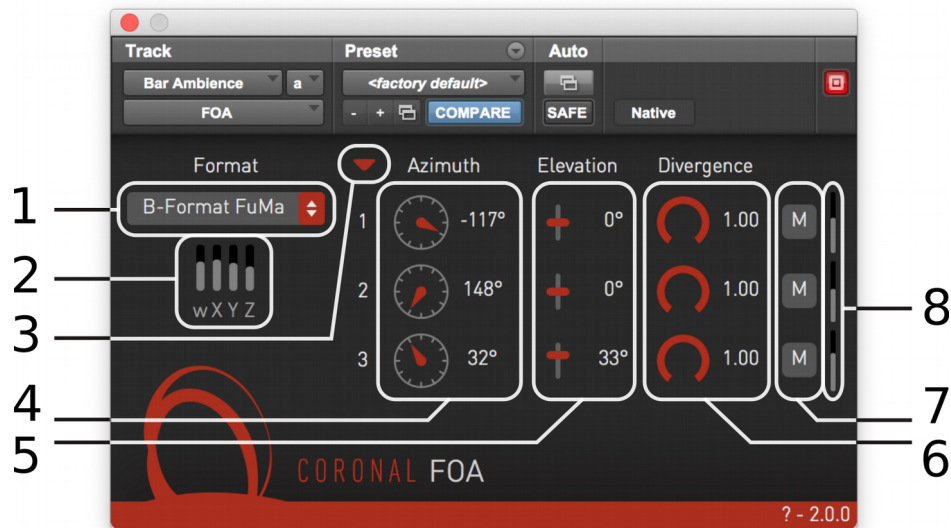 Track Preset Auto
Bar Ambience a <factory default>
FOA - + COMPARE SAFE Native
Format Azimuth Elevation Divergence
1 B-Format FuMa 1 -117° 0° 1.00 M
2 w X Y Z 2 148° 0° 1.00 M 8
3 3 32° 33° 1.00 M
4 7
5 6
CORONAL FOA
? - 2.0.0